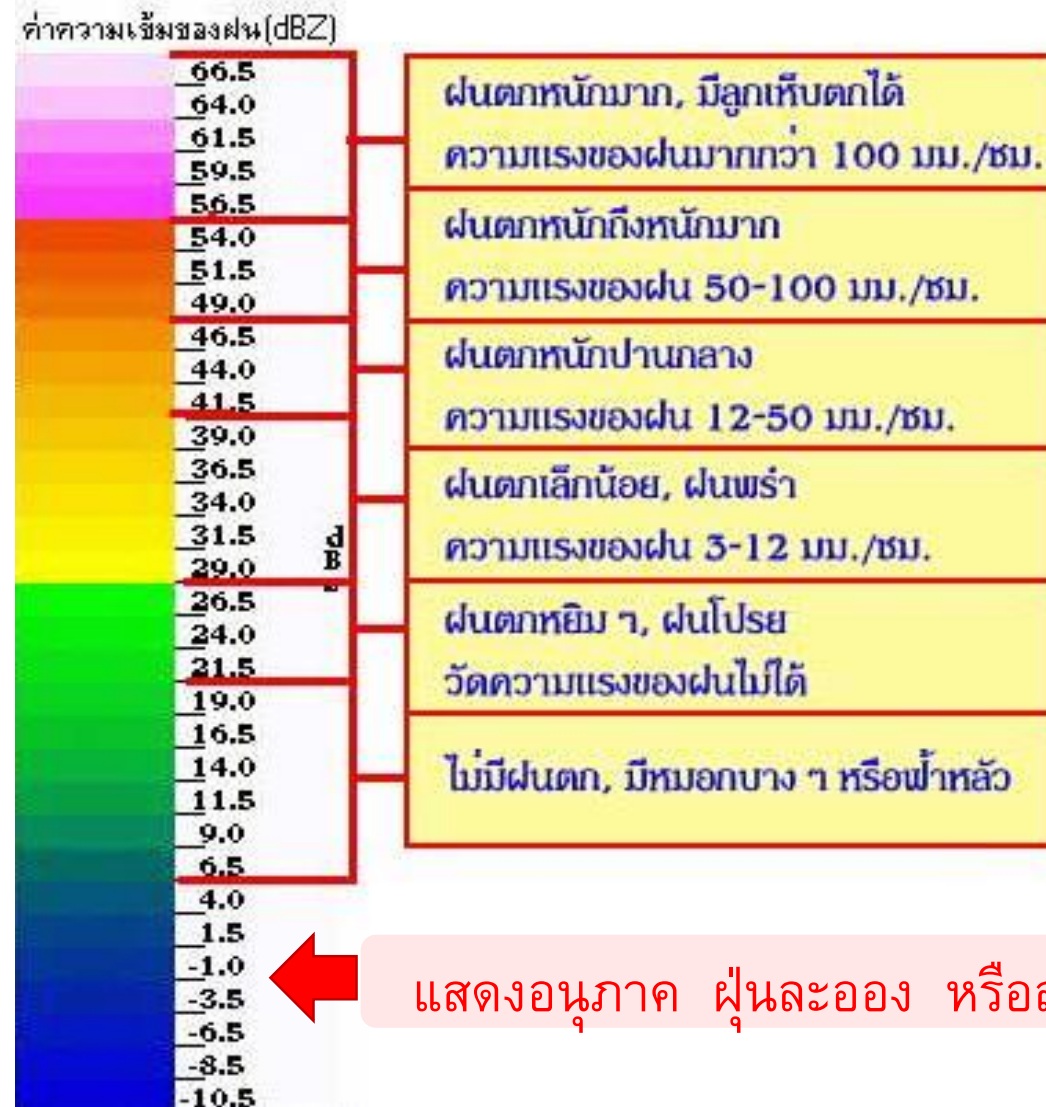 ค่าความเข้มของฝน(dBZ)
66.5
64.0
61.5
59.5
56.5
54.0
51.5
49.0
46.5
44.0
41.5
39.0
36.5
34.0
31.5
29.0
26.5
24.0
21.5
19.0
16.5
14.0
11.5
9.0
6.5
4.0
1.5
-1.0
-3.5
-6.5
-8.5
-10.5
ฝนตกหนักมาก, มีลูกเห็บตกได้
ความแรงของฝนมากกว่า 100 มม./ชม.
ฝนตกหนักถึงหนักมาก
ความแรงของฝน 50-100 มม./ชม.
ฝนตกหนักปานกลาง
ความแรงของฝน 12-50 มม./ชม.
ฝนตกเล็กน้อย, ฝนพรำ
ความแรงของฝน 3-12 มม./ชม.
ฝนตกหยิม ๆ, ฝนโปรย
วัดความแรงของฝนไม่ได้
ไม่มีฝนตก, มีหมอกบาง ๆ หรือฟ้าหลัว
แสดงอนุภาค ฝุ่นละออง หรือ